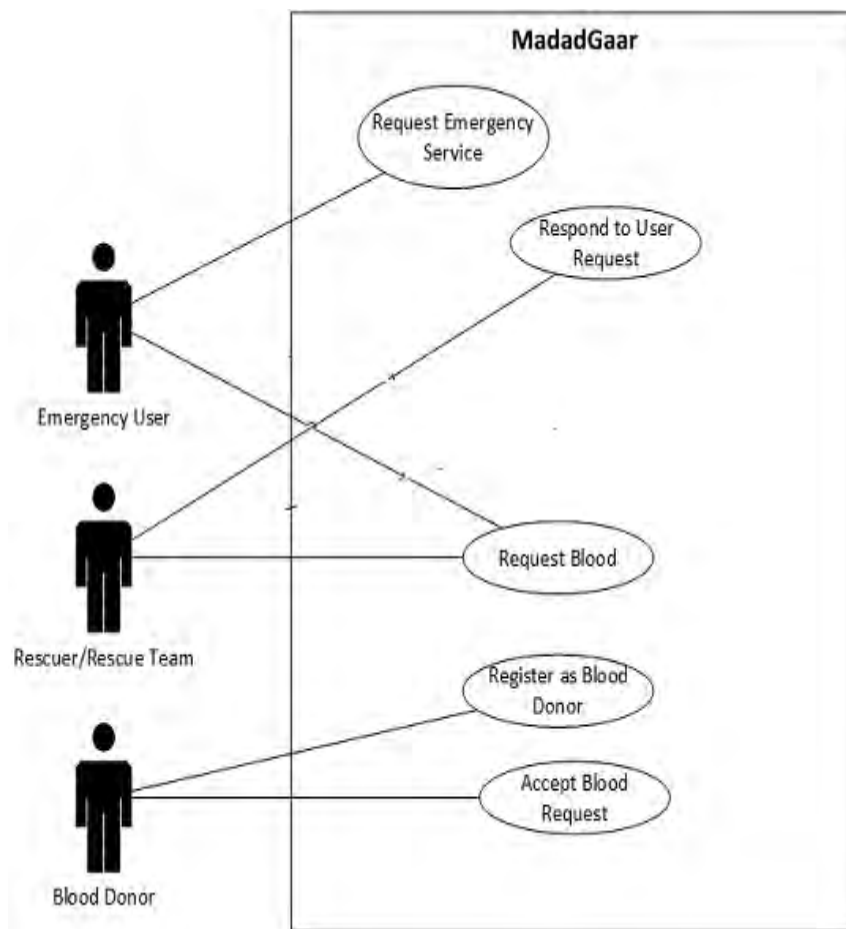 MadadGaar
Request Emergency
Service
Respond to User
Request
Emergency User
Request Blood
Rescuer/Rescue Team
Register as Blood
Donor
Accept Blood
Request
Blood Donor